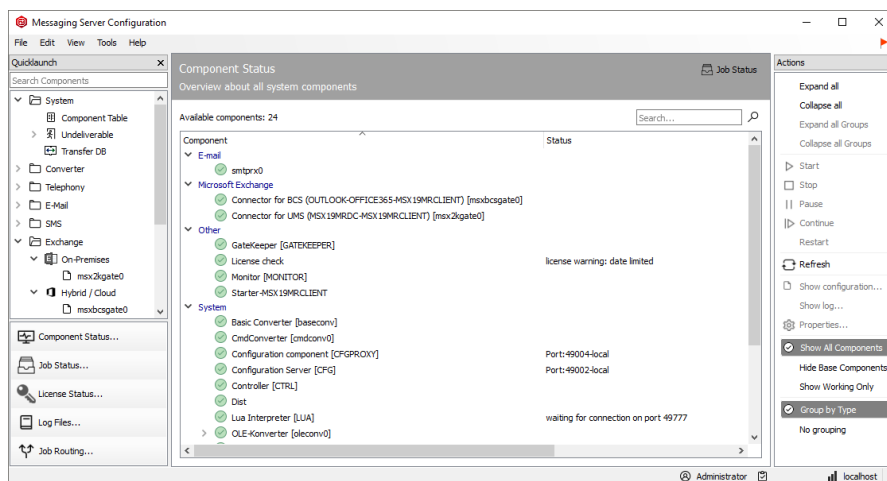 Messaging Server Configuration
File Edit View Tools Help
Quicklaunch
Search Components
System
Component Table
Undeliverable
Transfer DB
Converter
Telephony
E-Mail
SMS
Exchange
On-Premises
msx2kgate0
Hybrid / Cloud
msxbcsgate0
Component Status...
Job Status...
License Status...
Log Files...
Job Routing...
Component Status
Overview about all system components
Job Status
Available components: 24
Search...
Component Status
E-mail
smtprx0
Microsoft Exchange
Connector for BCS (OUTLOOK-OFFICE365-MSX19MRCLIENT) [msxbcsgate0]
Connector for UMS (MSX19MRDC-MSX19MRCLIENT) [msx2kgate0]
Other
GateKeeper [GATEKEEPER]
License check license warning: date limited
Monitor [MONITOR]
Starter-MSX19MRCLIENT
System
Basic Converter [baseconv]
CmdConverter [cmdconv0]
Configuration component [CFGPROXY] Port:49004-local
Configuration Server [CFG] Port:49002-local
Controller [CTRL]
Dist
Lua Interpreter [LUA] waiting for connection on port 49777
OLE-Konverter [oleconv0]
Actions
Expand all
Collapse all
Expand all Groups
Collapse all Groups
Start
Stop
Pause
Continue
Restart
Refresh
Show configuration...
Show log...
Properties...
Show All Components
Hide Base Components
Show Working Only
Group by Type
No grouping
Administrator
localhost